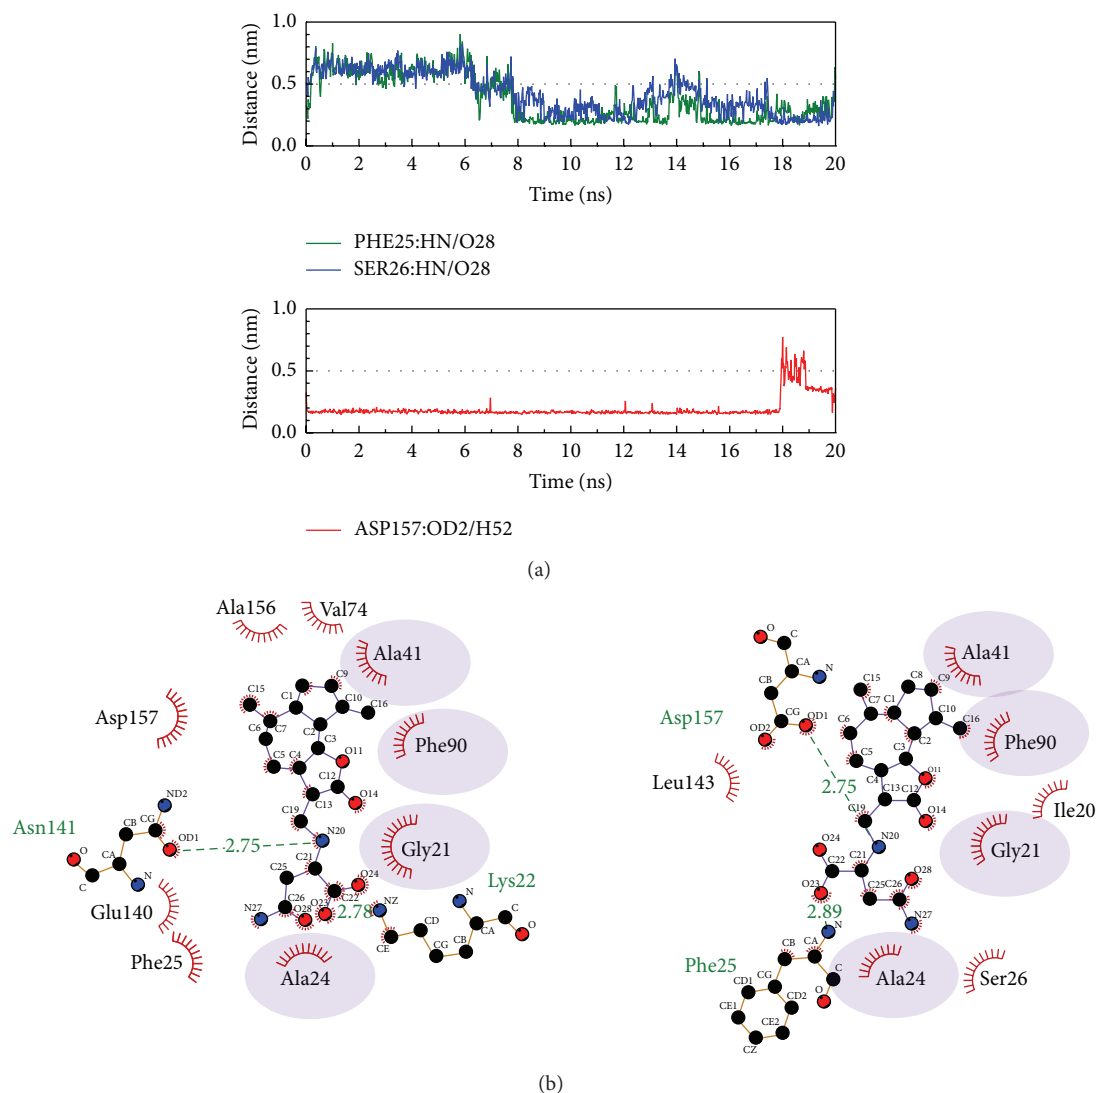 1.0
0.5
0.0
Distance (nm)
0 2 4 6 8 10 12 14 16 18 20
Time (ns)
PHE25:HN/O28
SER26:HN/O28
1.0
0.5
0.0
Distance (nm)
0 2 4 6 8 10 12 14 16 18 20
Time (ns)
ASP157:OD2/H52
(a)
Ala156
Val74
Ala41
C9
C15
C1
C10
C16
C6
C7
C2
Asp157
C3
Phe90
C5
C4
O11
C12
O14
C13
ND2
C19
Asn141
CB
CG
OD1
2.75
N20
Gly21
O
CA
C21
C25
O24
Lys22
C
N
C22
C26
O23
N27
O28
2.78
NZ
N
C
Glu140
CD
CA
O
CE
CG
CB
Phe25
Ala24
O
C
CA
N
CB
Asp157
CG
OD1
OD2
Ala41
C15
C8
C9
C7
C1
C10
C16
C6
C2
Phe90
C5
C3
Leu143
C4
O11
2.75
C13
C12
Ile20
C19
O14
N20
O24
Gly21
C22
C21
O28
O23
C25
C26
2.89
N
N27
CB
CA
Phe25
CG
C
Ala24
Ser26
CD1
O
CD2
CE1
CE2
CZ
(b)